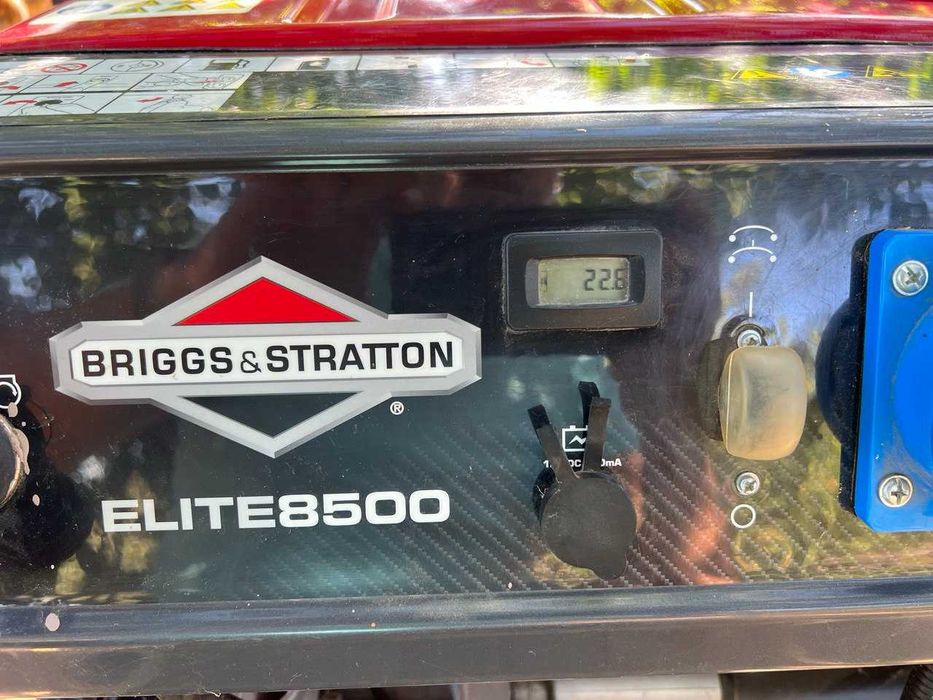 22.6
BRIGGS & STRATTON
®
ELITE8500